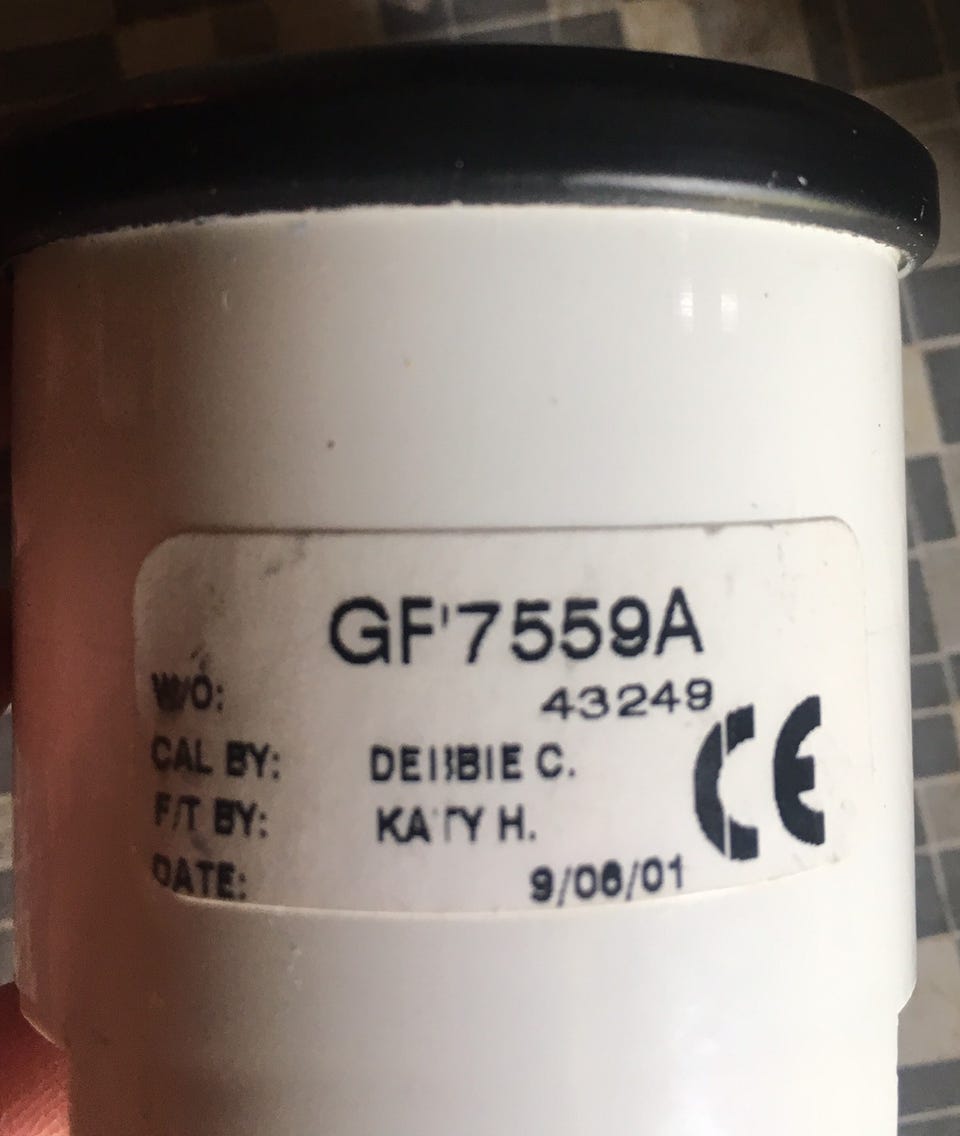 GF7559A
W/O: 43249
CAL BY: DEBBIE C.
F/T BY: KATY H.
DATE: 9/06/01
CE